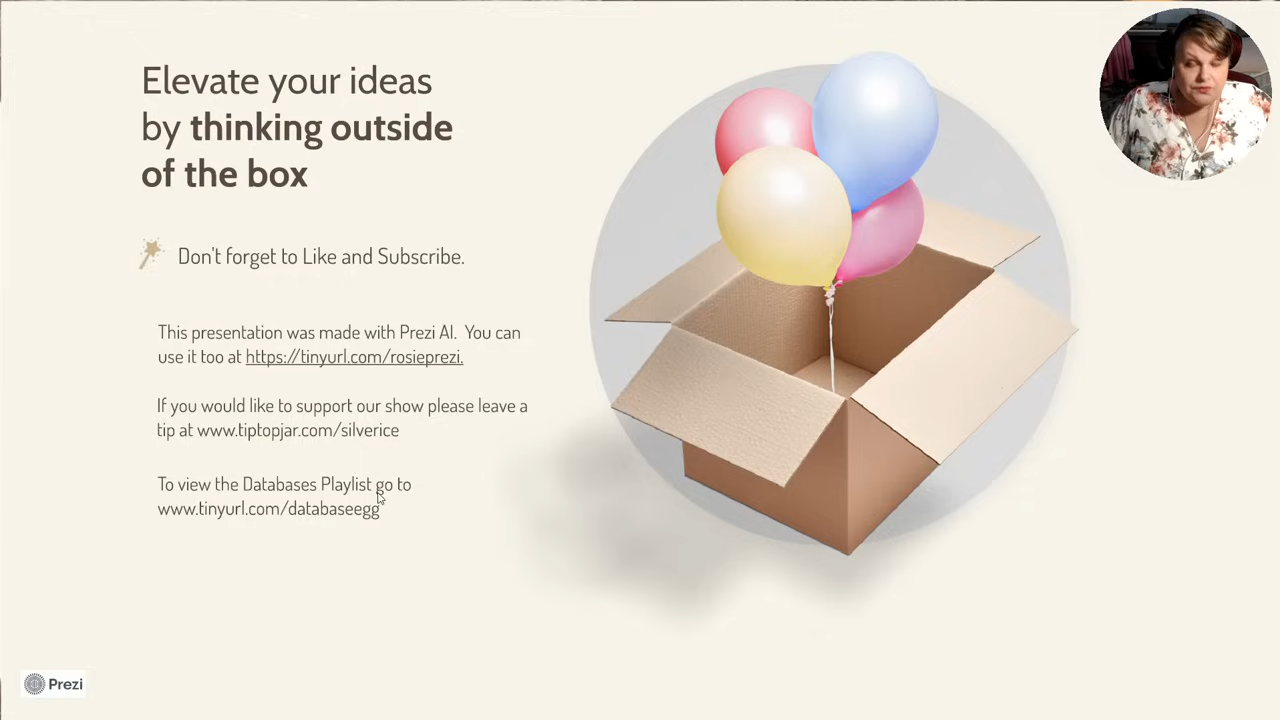 Elevate your ideas
by thinking outside
of the box
Don't forget to Like and Subscribe.
This presentation was made with Prezi AI. You can
use it too at https://tinyurl.com/rosieprezi.
If you would like to support our show please leave a
tip at www.tiptopjar.com/silverice
To view the Databases Playlist go to
www.tinyurl.com/databaseegg
Prezi